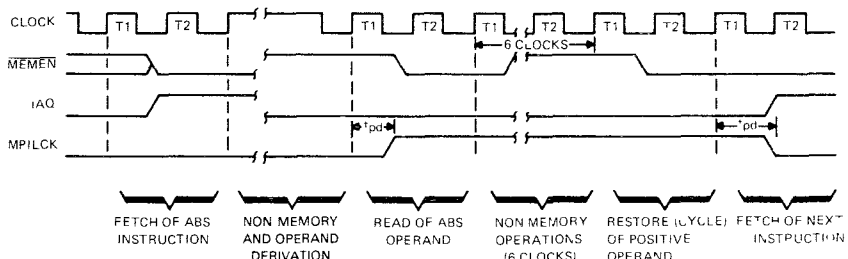 CLOCK T1 T2 T1 T2 T1 T2 T1 T2 T1 T2
6 CLOCKS
MEMEN
IAQ
tpd tpd
MPILCK
FETCH OF ABS
INSTRUCTION
NON MEMORY
AND OPERAND
DERIVATION
READ OF ABS
OPERAND
NON MEMORY
OPERATIONS
(6 CLOCKS)
RESTORE (CYCLE)
OF POSITIVE
OPERAND
FETCH OF NEXT
INSTRUCTION